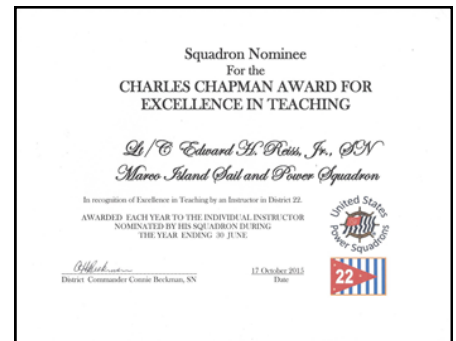 Squadron Nominee
For the
CHARLES CHAPMAN AWARD FOR
EXCELLENCE IN TEACHING
Lt/C Edward H. Reiss, Jr., SN
Marco Island Sail and Power Squadron
In recognition of Excellence in Teaching by an Instructor in District 22.
AWARDED EACH YEAR TO THE INDIVIDUAL INSTRUCTOR
NOMINATED BY HIS SQUADRON DURING
THE YEAR ENDING 30 JUNE
United States
Power Squadrons
22
17 October 2015
District Commander Connie Beckman, SN
Date